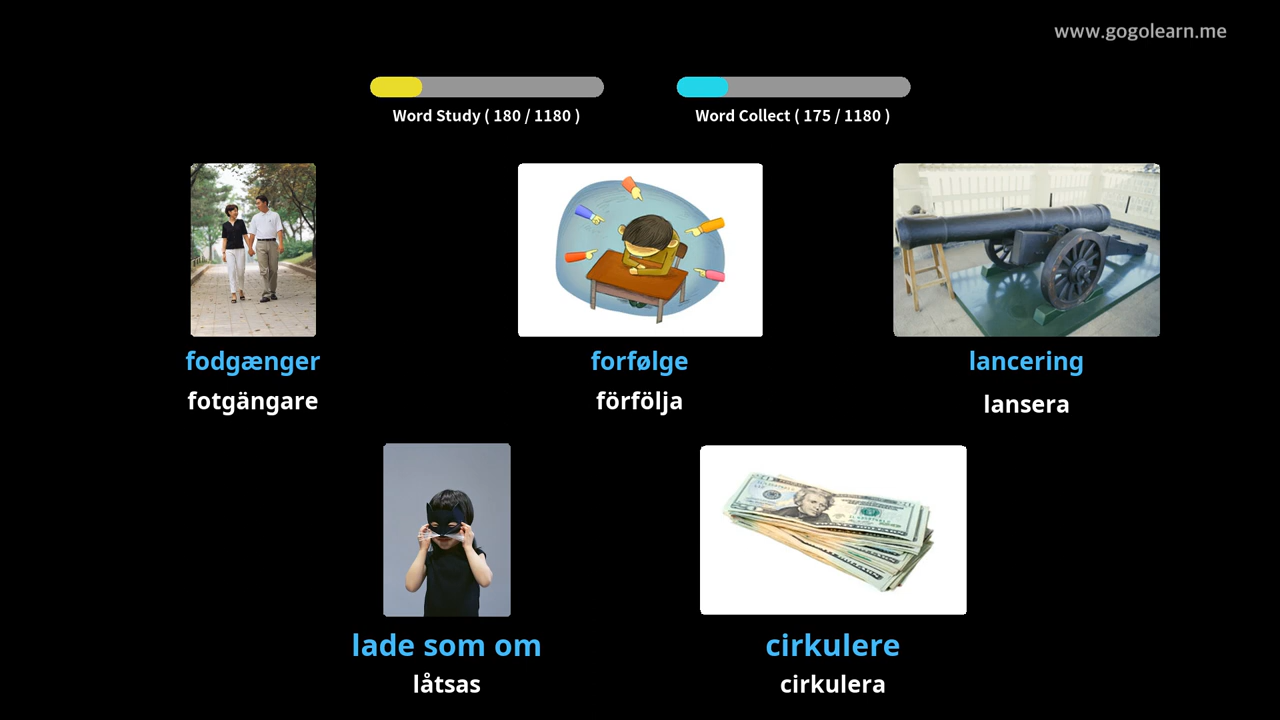 www.gogolearn.me
Word Study ( 180 / 1180 )
Word Collect ( 175 / 1180 )
fodgænger
fotgängare
forfølge
förfölja
lancering
lansera
lade som om
låtsas
cirkulere
cirkulera